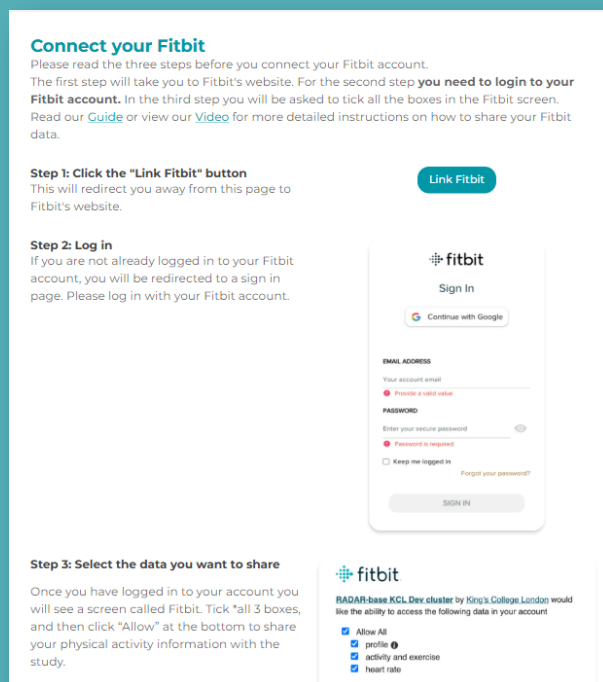 Connect your Fitbit
Please read the three steps before you connect your Fitbit account.
The first step will take you to Fitbit's website. For the second step you need to login to your
Fitbit account. In the third step you will be asked to tick all the boxes in the Fitbit screen.
Read our Guide or view our Video for more detailed instructions on how to share your Fitbit
data.
Step 1: Click the "Link Fitbit" button
This will redirect you away from this page to
Fitbit's website.
Link Fitbit
Step 2: Log in
If you are not already logged in to your Fitbit
account, you will be redirected to a sign in
page. Please log in with your Fitbit account.
fitbit
Sign In
Continue with Google
EMAIL ADDRESS
Your account email
Provide a valid value
PASSWORD
Enter your secure password
Password is required
Keep me logged in
Forgot your password?
SIGN IN
Step 3: Select the data you want to share
Once you have logged in to your account you
will see a screen called Fitbit. Tick *all 3 boxes,
and then click “Allow” at the bottom to share
your physical activity information with the
study.
fitbit
RADAR-base KCL Dev cluster by King's College London would
like the ability to access the following data in your account
Allow All
profile
activity and exercise
heart rate